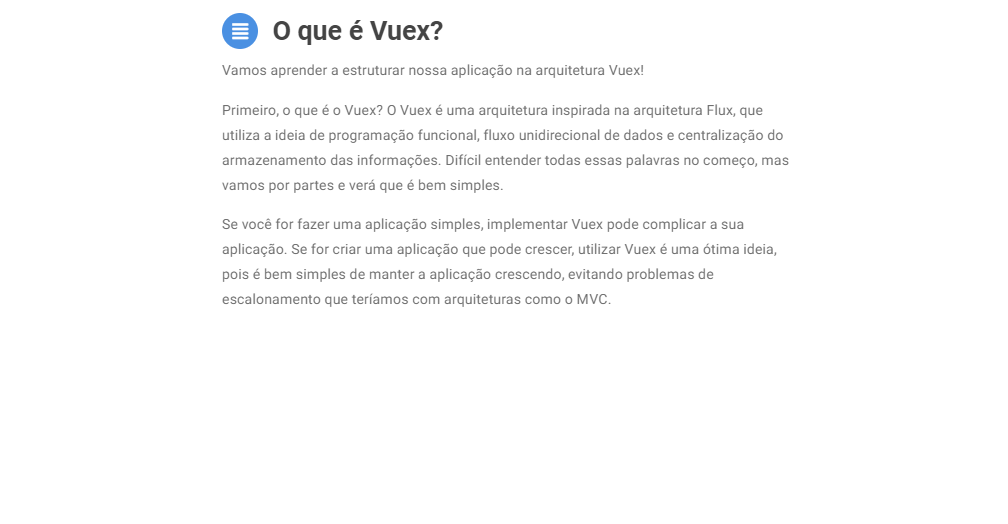 O que é Vuex?
Vamos aprender a estruturar nossa aplicação na arquitetura Vuex!
Primeiro, o que é o Vuex? O Vuex é uma arquitetura inspirada na arquitetura Flux, que
utiliza a ideia de programação funcional, fluxo unidirecional de dados e centralização do
armazenamento das informações. Difícil entender todas essas palavras no começo, mas
vamos por partes e verá que é bem simples.
Se você for fazer uma aplicação simples, implementar Vuex pode complicar a sua
aplicação. Se for criar uma aplicação que pode crescer, utilizar Vuex é uma ótima ideia,
pois é bem simples de manter a aplicação crescendo, evitando problemas de
escalonamento que teríamos com arquiteturas como o MVC.